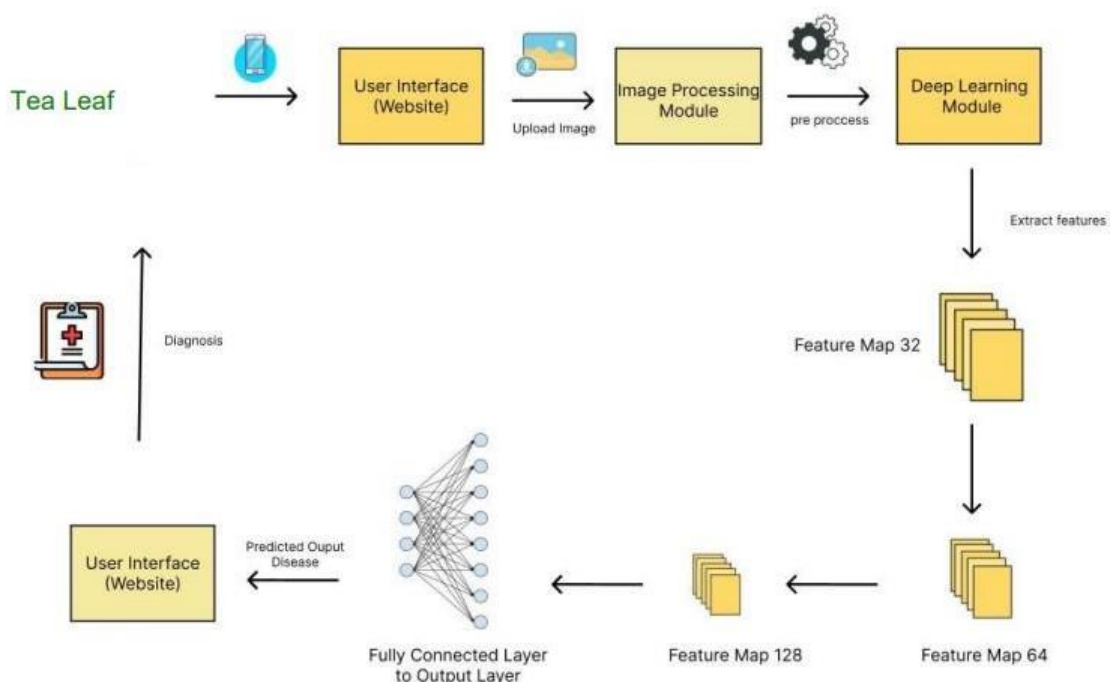 Tea Leaf
User Interface
(Website)
Upload Image
Image Processing
Module
pre proccess
Deep Learning
Module
Extract features
Feature Map 32
Feature Map 64
Feature Map 128
Fully Connected Layer
to Output Layer
Predicted Ouput
Disease
User Interface
(Website)
Diagnosis